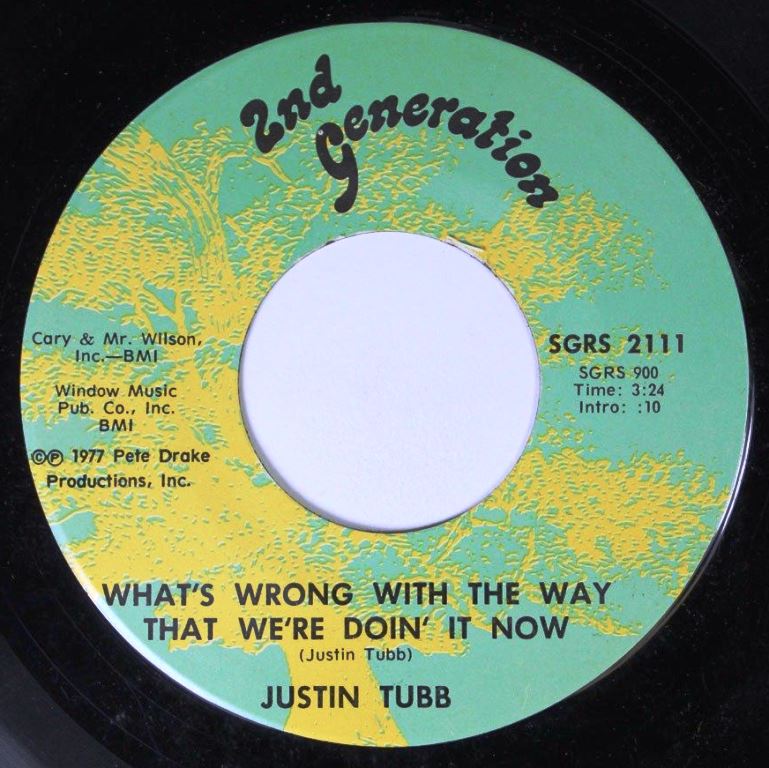 2nd
Generation
Cary & Mr. Wilson,
Inc.—BMI
Window Music
Pub. Co., Inc.
BMI
©℗ 1977 Pete Drake
Productions, Inc.
SGRS 2111
SGRS 900
Time: 3:24
Intro: :10
WHAT'S WRONG WITH THE WAY
THAT WE'RE DOIN' IT NOW
(Justin Tubb)
JUSTIN TUBB